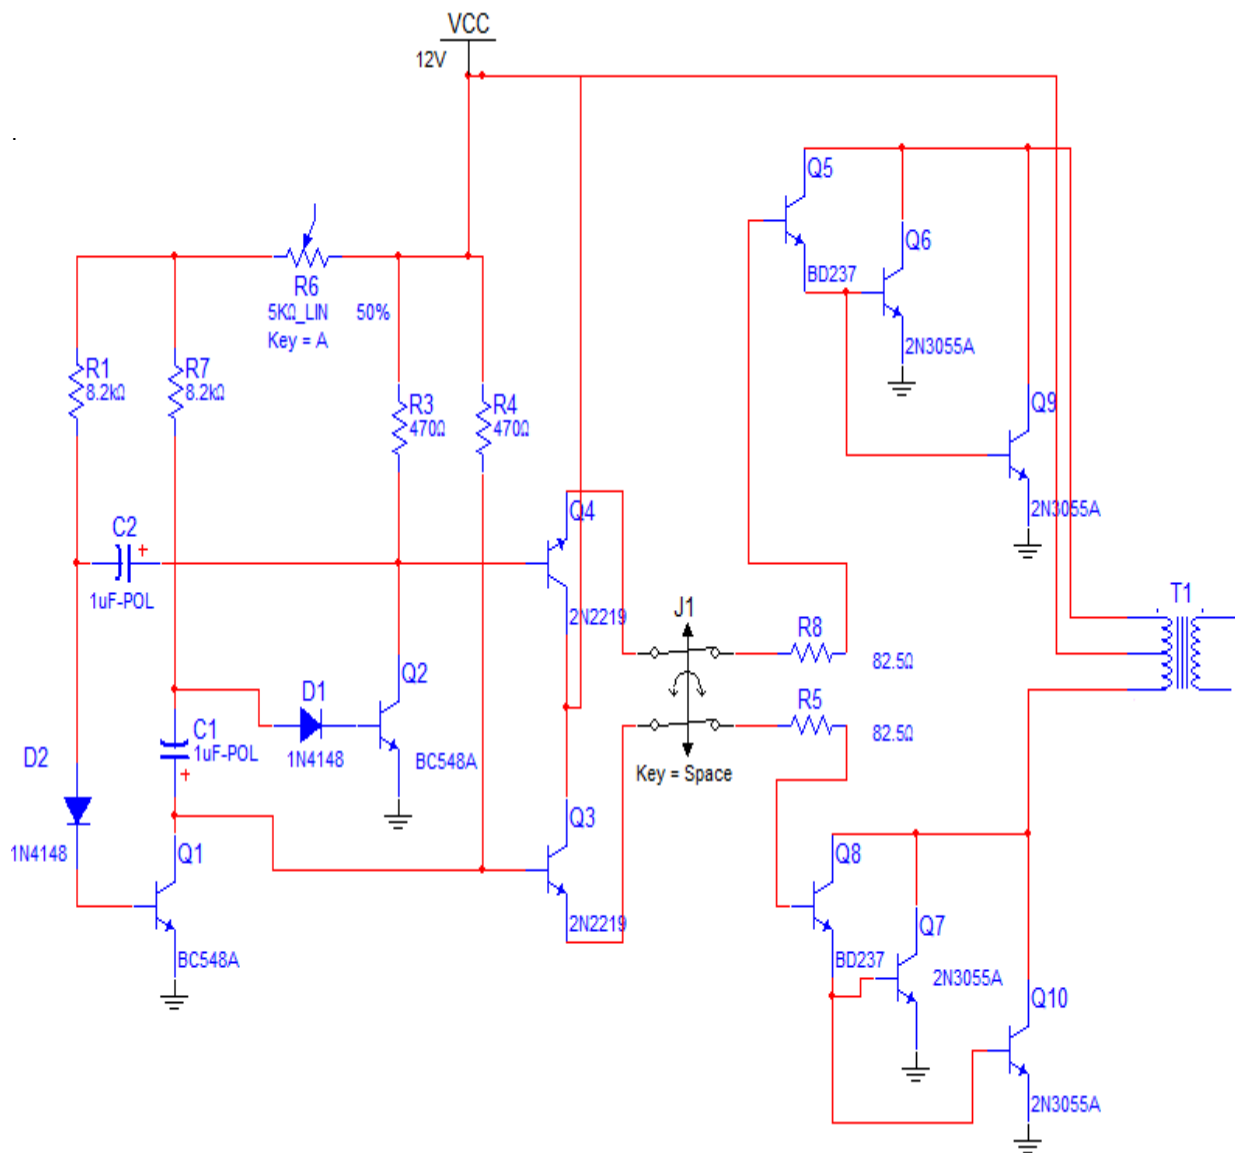 VCC
12V
Q5
BD237
Q6
2N3055A
R6
5KΩ_LIN 50%
Key = A
R1
8.2kΩ
R7
8.2kΩ
R3
470Ω
R4
470Ω
Q9
2N3055A
C2
1uF-POL
Q4
2N2219
J1
Key = Space
R8
82.5Ω
R5
82.5Ω
T1
D1
1N4148
Q2
BC548A
C1
1uF-POL
D2
1N4148
Q1
BC548A
Q3
2N2219
Q8
BD237
Q7
2N3055A
Q10
2N3055A